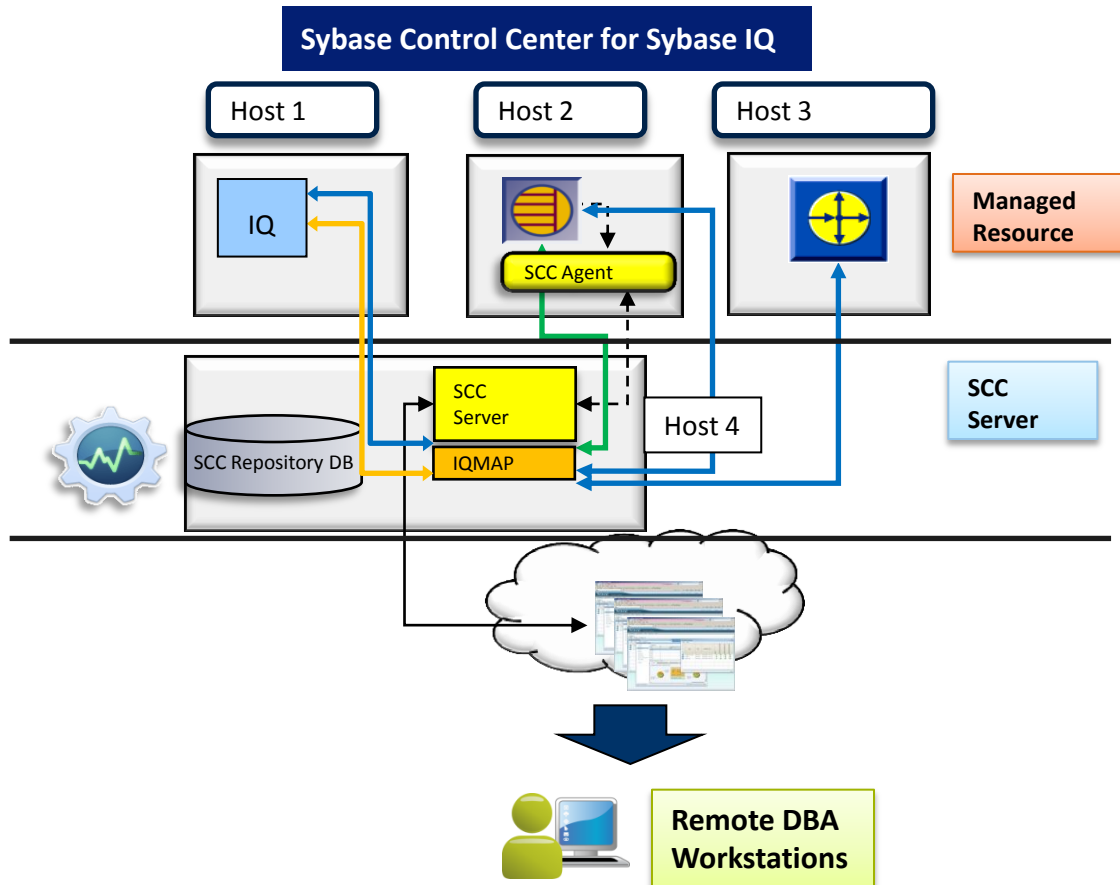 Sybase Control Center for Sybase IQ
Host 1
Host 2
Host 3
IQ
SCC Agent
Managed
Resource
SCC
Server
IQMAP
SCC Repository DB
Host 4
SCC
Server
Remote DBA
Workstations